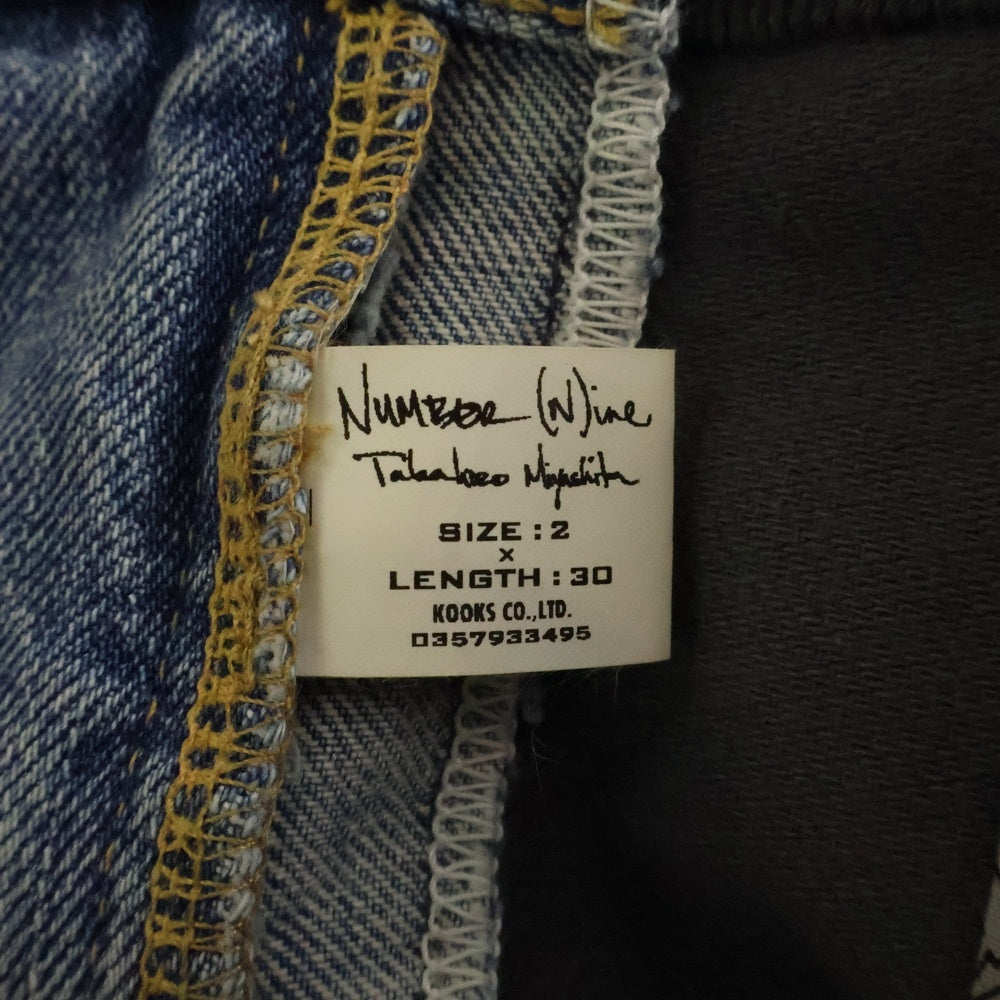 NUMBER (N)ine
Takahiro Miyashita
SIZE : 2
×
LENGTH : 30
KOOKS CO.,LTD.
0357933495